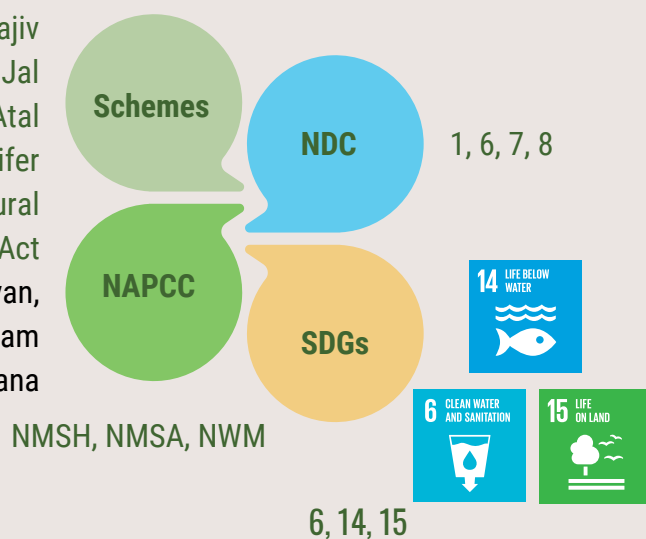 ajiv
Jal
Atal
ifer
ural
Act
van,
am
ana
Schemes
NDC
1, 6, 7, 8
NAPCC
SDGs
NMSH, NMSA, NWM
14 LIFE BELOW
WATER
6 CLEAN WATER
AND SANITATION
15 LIFE
ON LAND
6, 14, 15